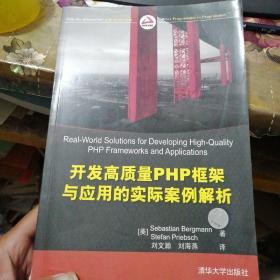 Real-World Solutions for Developing High-Quality
PHP Frameworks and Applications
开发高质量PHP框架
与应用的实际案例解析
[美] Sebastian Bergmann
Stefan Priebsch 著
刘文灏 刘海燕 译
清华大学出版社